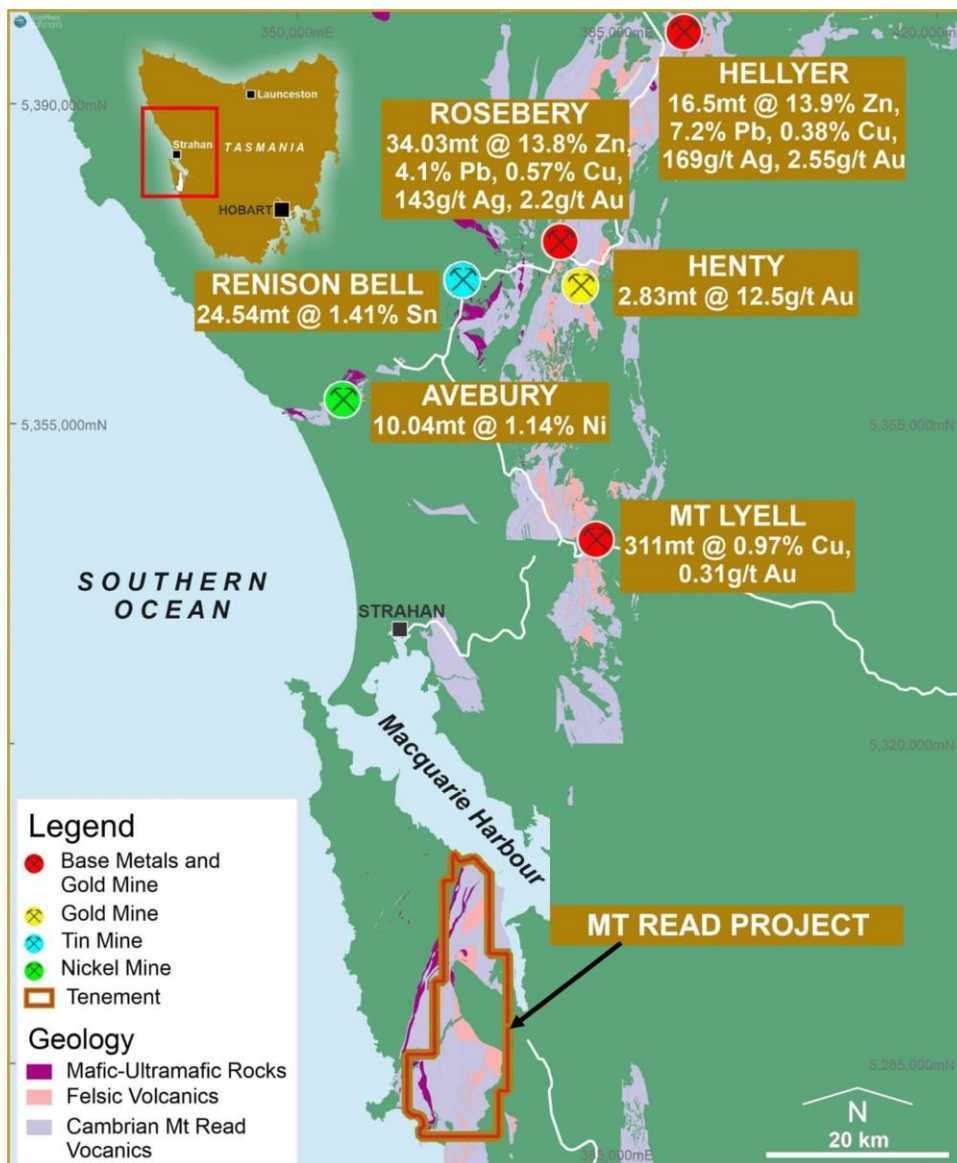 350,000mE
385,000mE
5,390,000mN
Launceston
Strahan
TASMANIA
HOBART
HELLYER
16.5mt @ 13.9% Zn,
7.2% Pb, 0.38% Cu,
169g/t Ag, 2.55g/t Au
ROSEBERY
34.03mt @ 13.8% Zn,
4.1% Pb, 0.57% Cu,
143g/t Ag, 2.2g/t Au
RENISON BELL
24.54mt @ 1.41% Sn
HENTY
2.83mt @ 12.5g/t Au
AVEBURY
10.04mt @ 1.14% Ni
5,355,000mN
5,355,000mN
MT LYELL
311mt @ 0.97% Cu,
0.31g/t Au
SOUTHERN
OCEAN
STRAHAN
5,320,000mN
Macquarie Harbour
MT READ PROJECT
Legend
Base Metals and
Gold Mine
Gold Mine
Tin Mine
Nickel Mine
Tenement
Geology
Mafic-Ultramafic Rocks
Felsic Volcanics
Cambrian Mt Read
Vocanics
5,285,000mN
N
20 km
385,000mE